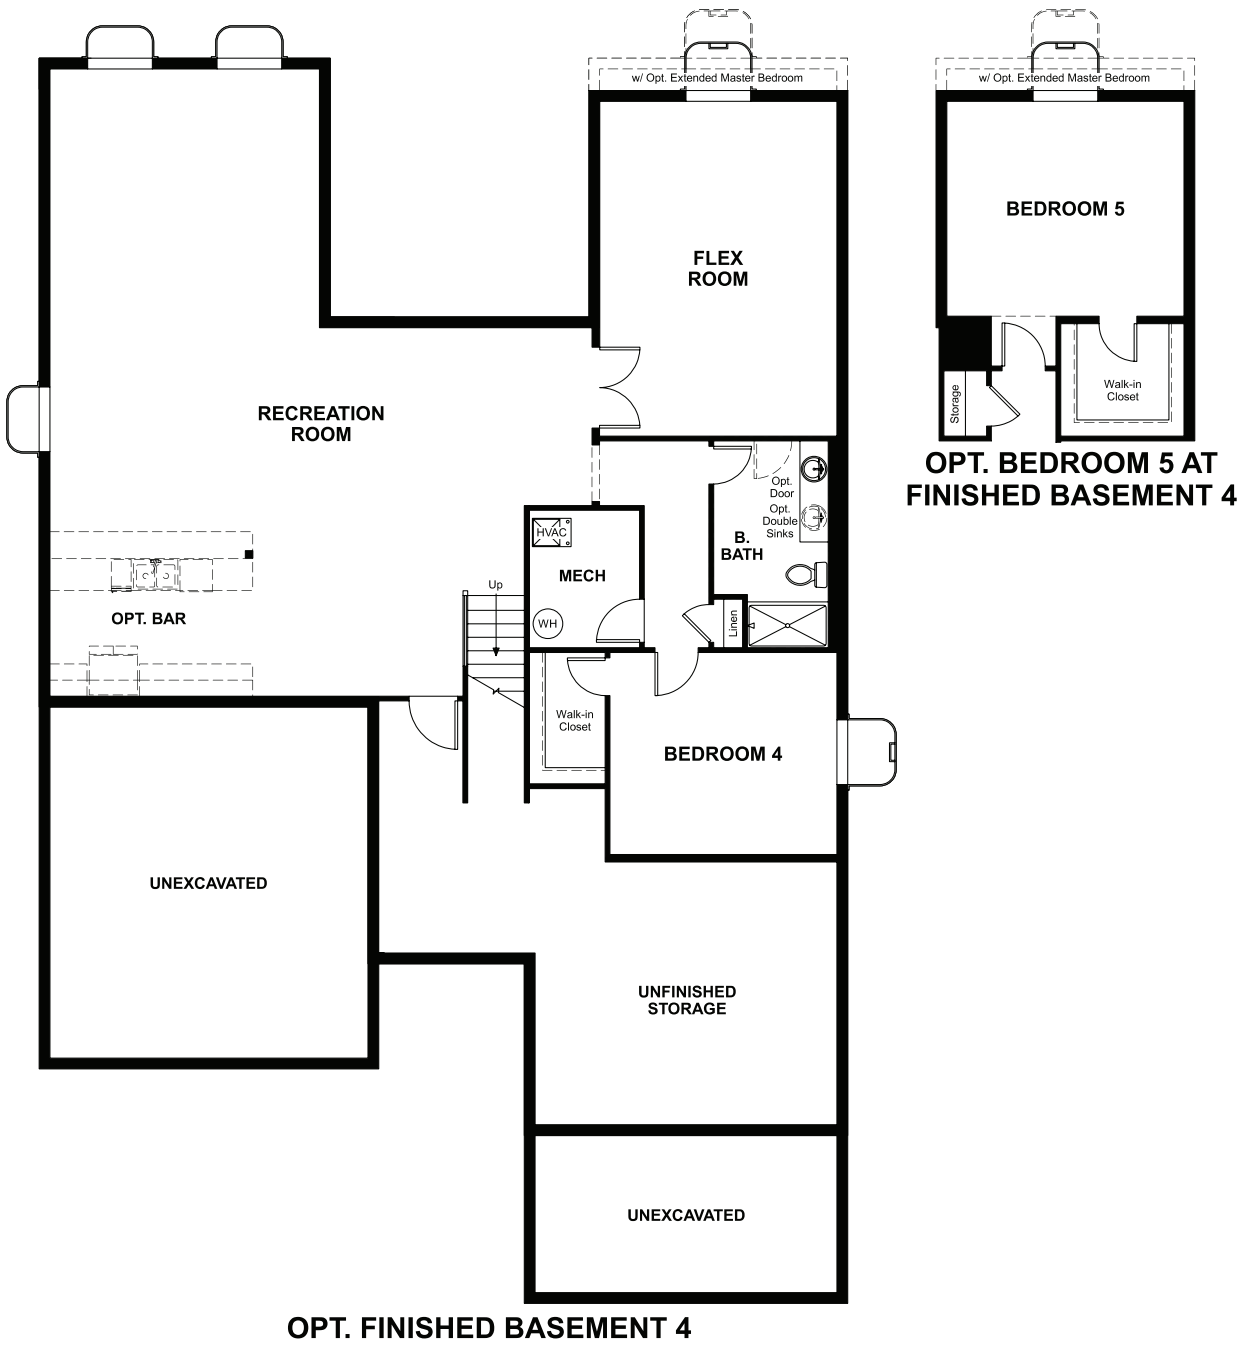 w/ Opt. Extended Master Bedroom
w/ Opt. Extended Master Bedroom
BEDROOM 5
FLEX
ROOM
Walk-in
Closet
Storage
RECREATION
ROOM
OPT. BEDROOM 5 AT
FINISHED BASEMENT 4
Opt.
Door
Opt.
Double
Sinks
B.
BATH
HVAC
MECH
Up
WH
Linen
OPT. BAR
Walk-in
Closet
BEDROOM 4
UNEXCAVATED
UNFINISHED
STORAGE
UNEXCAVATED
OPT. FINISHED BASEMENT 4